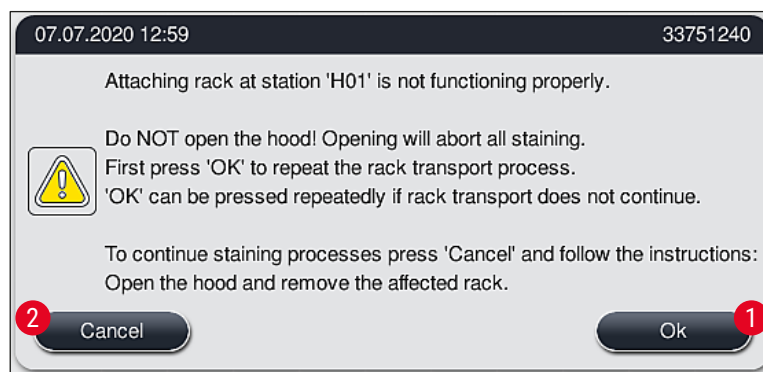 07.07.2020 12:59 33751240
Attaching rack at station 'H01' is not functioning properly.
Do NOT open the hood! Opening will abort all staining.
First press 'OK' to repeat the rack transport process.
'OK' can be pressed repeatedly if rack transport does not continue.
To continue staining processes press 'Cancel' and follow the instructions:
Open the hood and remove the affected rack.
2 Cancel Ok 1